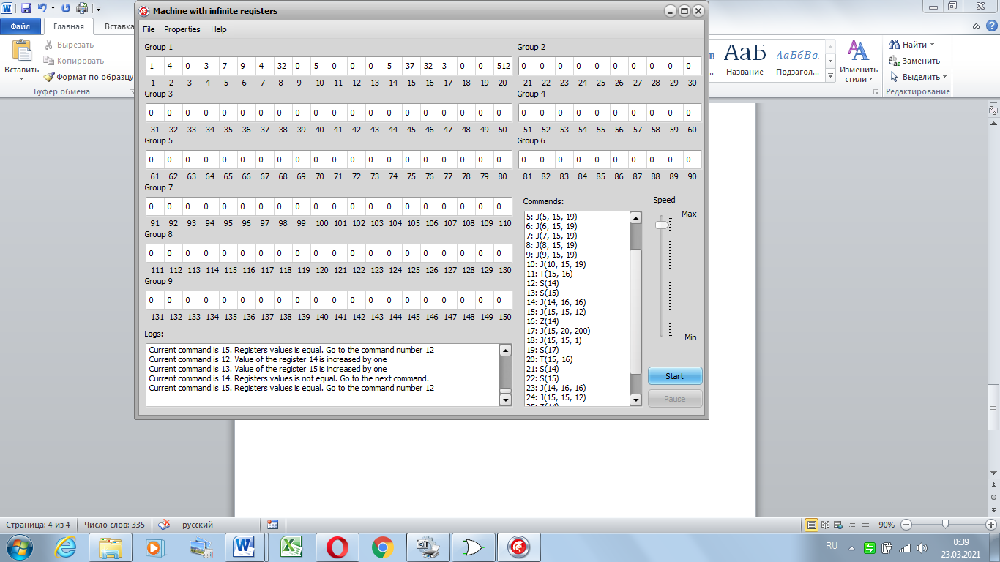 Machine with infinite registers
File Properties Help
Файл Главная Вставка
Вставить
Вырезать
Копировать
Формат по образцу
Буфер обмена
Название Подзагол...
Изменить стили
Найти
Заменить
Выделить
Редактирование
Group 1
1 4 0 3 7 9 4 32 0 5 0 0 0 5 37 32 3 0 0 512
1 2 3 4 5 6 7 8 9 10 11 12 13 14 15 16 17 18 19 20
Group 2
0 0 0 0 0 0 0 0 0 0
21 22 23 24 25 26 27 28 29 30
Group 3
0 0 0 0 0 0 0 0 0 0 0 0 0 0 0 0 0 0 0 0
31 32 33 34 35 36 37 38 39 40 41 42 43 44 45 46 47 48 49 50
Group 4
0 0 0 0 0 0 0 0 0 0
51 52 53 54 55 56 57 58 59 60
Group 5
0 0 0 0 0 0 0 0 0 0 0 0 0 0 0 0 0 0 0 0
61 62 63 64 65 66 67 68 69 70 71 72 73 74 75 76 77 78 79 80
Group 6
0 0 0 0 0 0 0 0 0 0
81 82 83 84 85 86 87 88 89 90
Group 7
0 0 0 0 0 0 0 0 0 0 0 0 0 0 0 0 0 0 0 0
91 92 93 94 95 96 97 98 99 100 101 102 103 104 105 106 107 108 109 110
Group 8
0 0 0 0 0 0 0 0 0 0 0 0 0 0 0 0 0 0 0 0
111 112 113 114 115 116 117 118 119 120 121 122 123 124 125 126 127 128 129 130
Group 9
0 0 0 0 0 0 0 0 0 0 0 0 0 0 0 0 0 0 0 0
131 132 133 134 135 136 137 138 139 140 141 142 143 144 145 146 147 148 149 150
Commands:
5: J(5, 15, 19)
6: J(6, 15, 19)
7: J(7, 15, 19)
8: J(8, 15, 19)
9: J(9, 15, 19)
10: J(10, 15, 19)
11: T(15, 16)
12: S(14)
13: S(15)
14: J(14, 16, 16)
15: J(15, 15, 12)
16: Z(14)
17: J(15, 20, 200)
18: J(15, 15, 1)
19: S(17)
20: T(15, 16)
21: S(14)
22: S(15)
23: J(14, 16, 16)
24: J(15, 15, 12)
Speed
Max
Min
Start
Pause
Logs:
Current command is 15. Registers values is equal. Go to the command number 12
Current command is 12. Value of the register 14 is increased by one
Current command is 13. Value of the register 15 is increased by one
Current command is 14. Registers values is not equal. Go to the next command.
Current command is 15. Registers values is equal. Go to the command number 12
Страница: 4 из 4 Число слов: 335 русский 90%
RU
0:39
23.03.2021